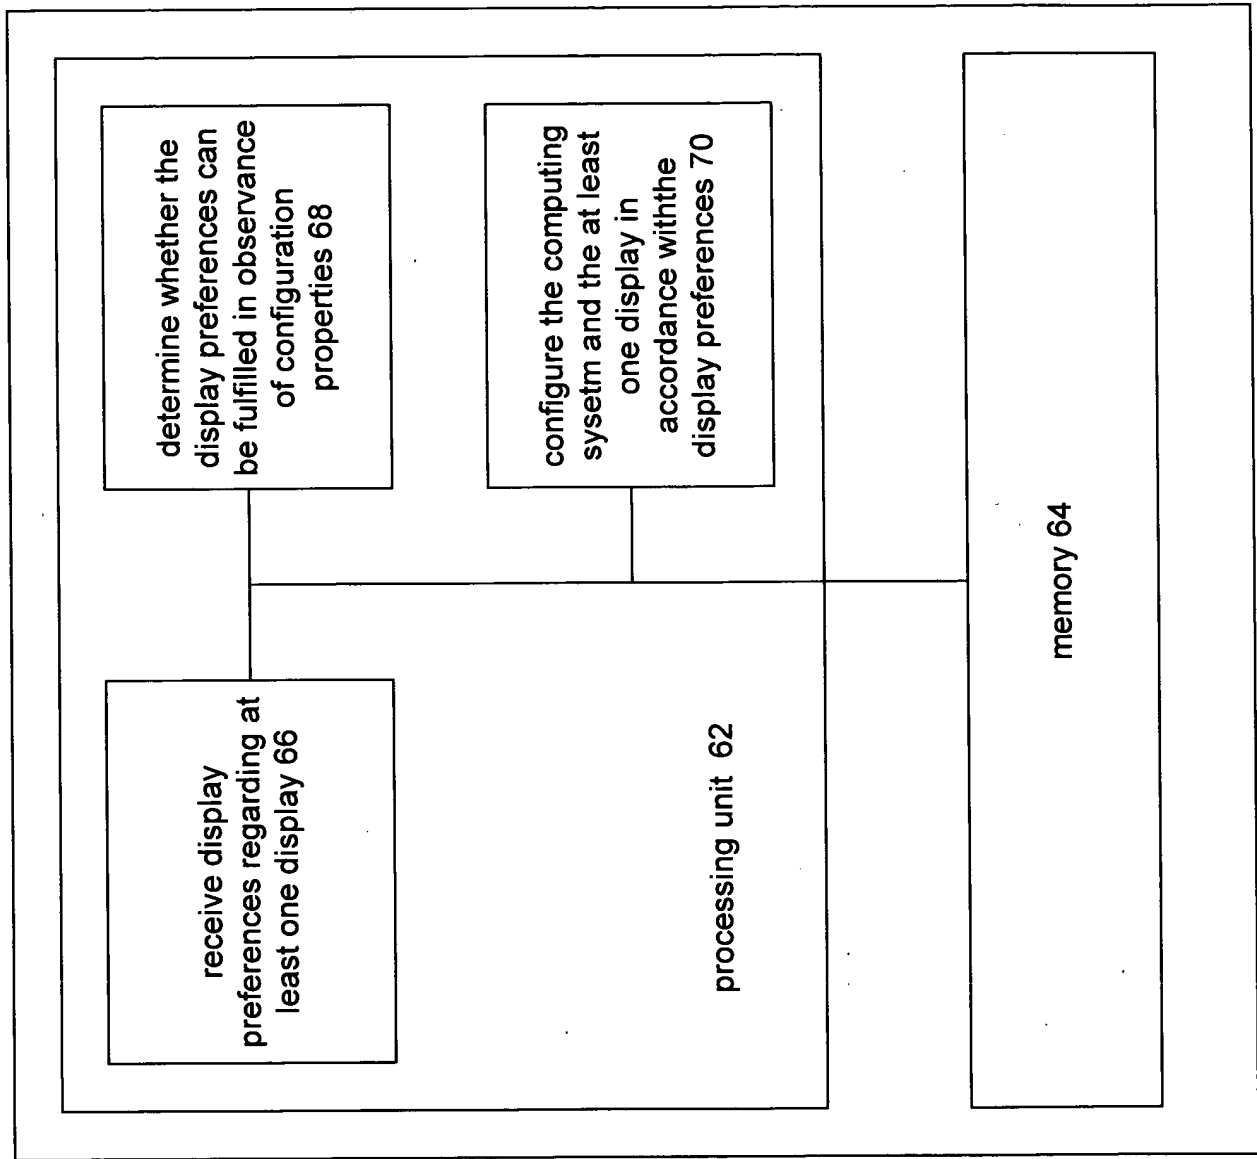 receive display
preferences regarding at
least one display 66
determine whether the
display preferences can
be fulfilled in observance
of configuration
properties 68
configure the computing
sysetm and the at least
one display in
accordance withthe
display preferences 70
processing unit 62
memory 64